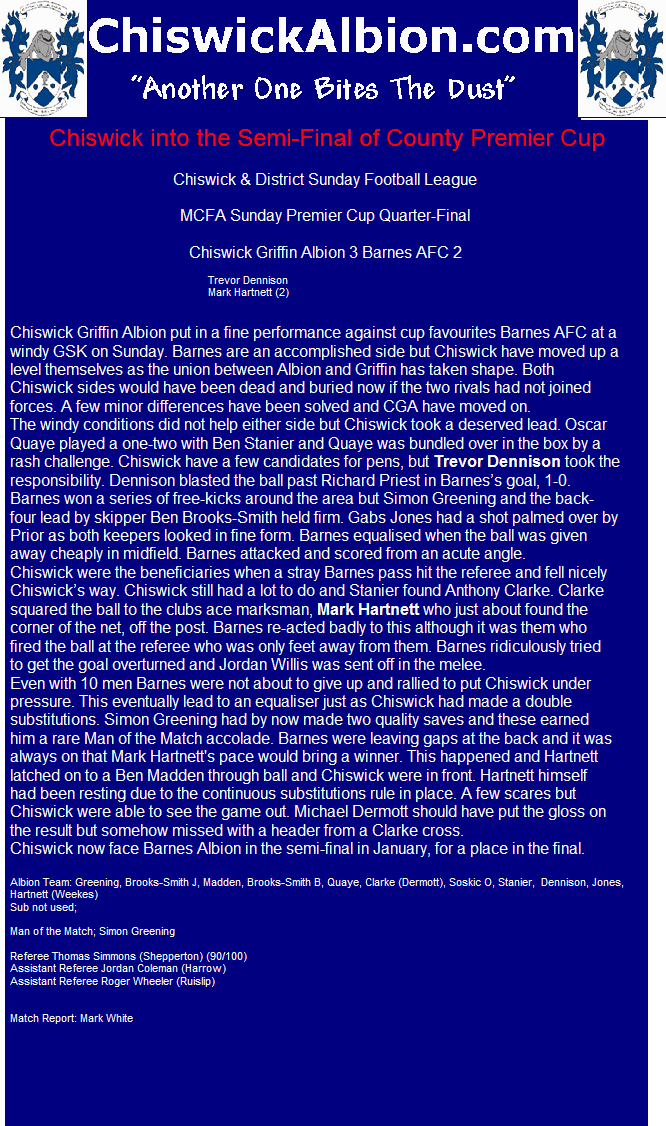 ChiswickAlbion.com
"Another One Bites The Dust"
Chiswick into the Semi-Final of County Premier Cup
Chiswick & District Sunday Football League
MCFA Sunday Premier Cup Quarter-Final
Chiswick Griffin Albion 3 Barnes AFC 2
Trevor Dennison
Mark Hartnett (2)
Chiswick Griffin Albion put in a fine performance against cup favourites Barnes AFC at a
windy GSK on Sunday. Barnes are an accomplished side but Chiswick have moved up a
level themselves as the union between Albion and Griffin has taken shape. Both
Chiswick sides would have been dead and buried now if the two rivals had not joined
forces. A few minor differences have been solved and CGA have moved on.
The windy conditions did not help either side but Chiswick took a deserved lead. Oscar
Quaye played a one-two with Ben Stanier and Quaye was bundled over in the box by a
rash challenge. Chiswick have a few candidates for pens, but Trevor Dennison took the
responsibility. Dennison blasted the ball past Richard Priest in Barnes's goal, 1-0.
Barnes won a series of free-kicks around the area but Simon Greening and the back-
four lead by skipper Ben Brooks-Smith held firm. Gabs Jones had a shot palmed over by
Prior as both keepers looked in fine form. Barnes equalised when the ball was given
away cheaply in midfield. Barnes attacked and scored from an acute angle.
Chiswick were the beneficiaries when a stray Barnes pass hit the referee and fell nicely
Chiswick's way. Chiswick still had a lot to do and Stanier found Anthony Clarke. Clarke
squared the ball to the clubs ace marksman, Mark Hartnett who just about found the
corner of the net, off the post. Barnes re-acted badly to this although it was them who
fired the ball at the referee who was only feet away from them. Barnes ridiculously tried
to get the goal overturned and Jordan Willis was sent off in the melee.
Even with 10 men Barnes were not about to give up and rallied to put Chiswick under
pressure. This eventually lead to an equaliser just as Chiswick had made a double
substitutions. Simon Greening had by now made two quality saves and these earned
him a rare Man of the Match accolade. Barnes were leaving gaps at the back and it was
always on that Mark Hartnett's pace would bring a winner. This happened and Hartnett
latched on to a Ben Madden through ball and Chiswick were in front. Hartnett himself
had been resting due to the continuous substitutions rule in place. A few scares but
Chiswick were able to see the game out. Michael Dermott should have put the gloss on
the result but somehow missed with a header from a Clarke cross.
Chiswick now face Barnes Albion in the semi-final in January, for a place in the final.
Albion Team: Greening, Brooks-Smith J, Madden, Brooks-Smith B, Quaye, Clarke (Dermott), Soskic O, Stanier, Dennison, Jones,
Hartnett (Weekes)
Sub not used;
Man of the Match; Simon Greening
Referee Thomas Simmons (Shepperton) (90/100)
Assistant Referee Jordan Coleman (Harrow)
Assistant Referee Roger Wheeler (Ruislip)
Match Report: Mark White